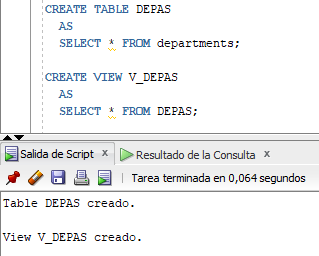 CREATE TABLE DEPAS
AS
SELECT * FROM departments;
CREATE VIEW V_DEPAS
AS
SELECT * FROM DEPAS;
Salida de Script x Resultado de la Consulta x
Tarea terminada en 0,064 segundos
Table DEPAS creado.
View V_DEPAS creado.